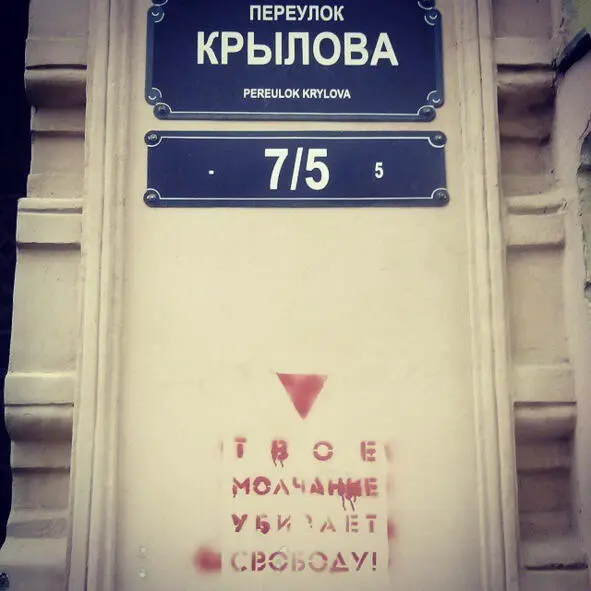 ПЕРЕУЛОК
КРЫЛОВА
PEREULOK KRYLOVA
- 7/5 5
ТВОЕ
МОЛЧАНИЕ
УБИВАЕТ
СВОБОДУ!